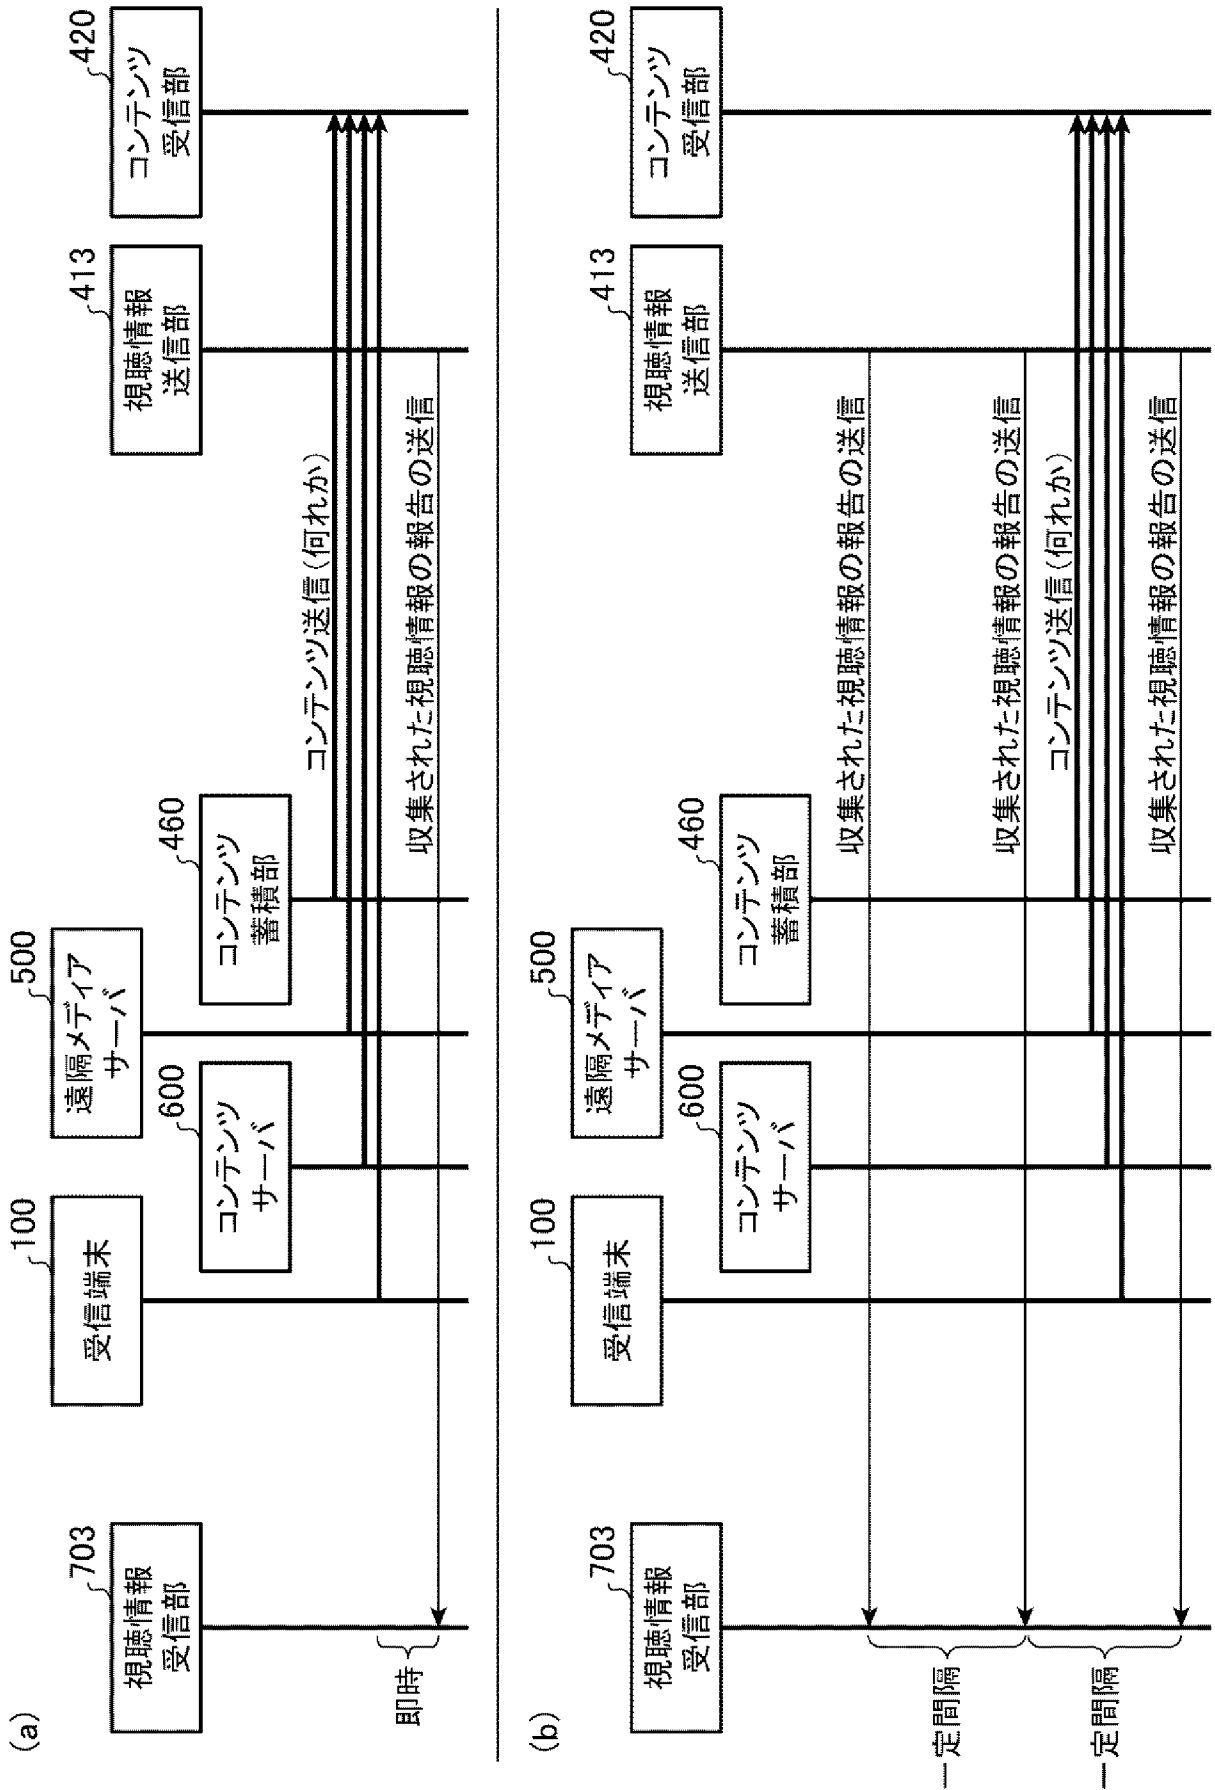 (a)
703
視聴情報
受信部
100
受信端末
600
コンテンツ
サーバ
500
遠隔メディア
サーバ
460
コンテンツ
蓄積部
413
視聴情報
送信部
420
コンテンツ
受信部
コンテンツ送信(何れか)
収集された視聴情報の報告の送信
即時
(b)
703
視聴情報
受信部
100
受信端末
600
コンテンツ
サーバ
500
遠隔メディア
サーバ
460
コンテンツ
蓄積部
413
視聴情報
送信部
420
コンテンツ
受信部
収集された視聴情報の報告の送信
一定間隔
収集された視聴情報の報告の送信
コンテンツ送信(何れか)
一定間隔
収集された視聴情報の報告の送信